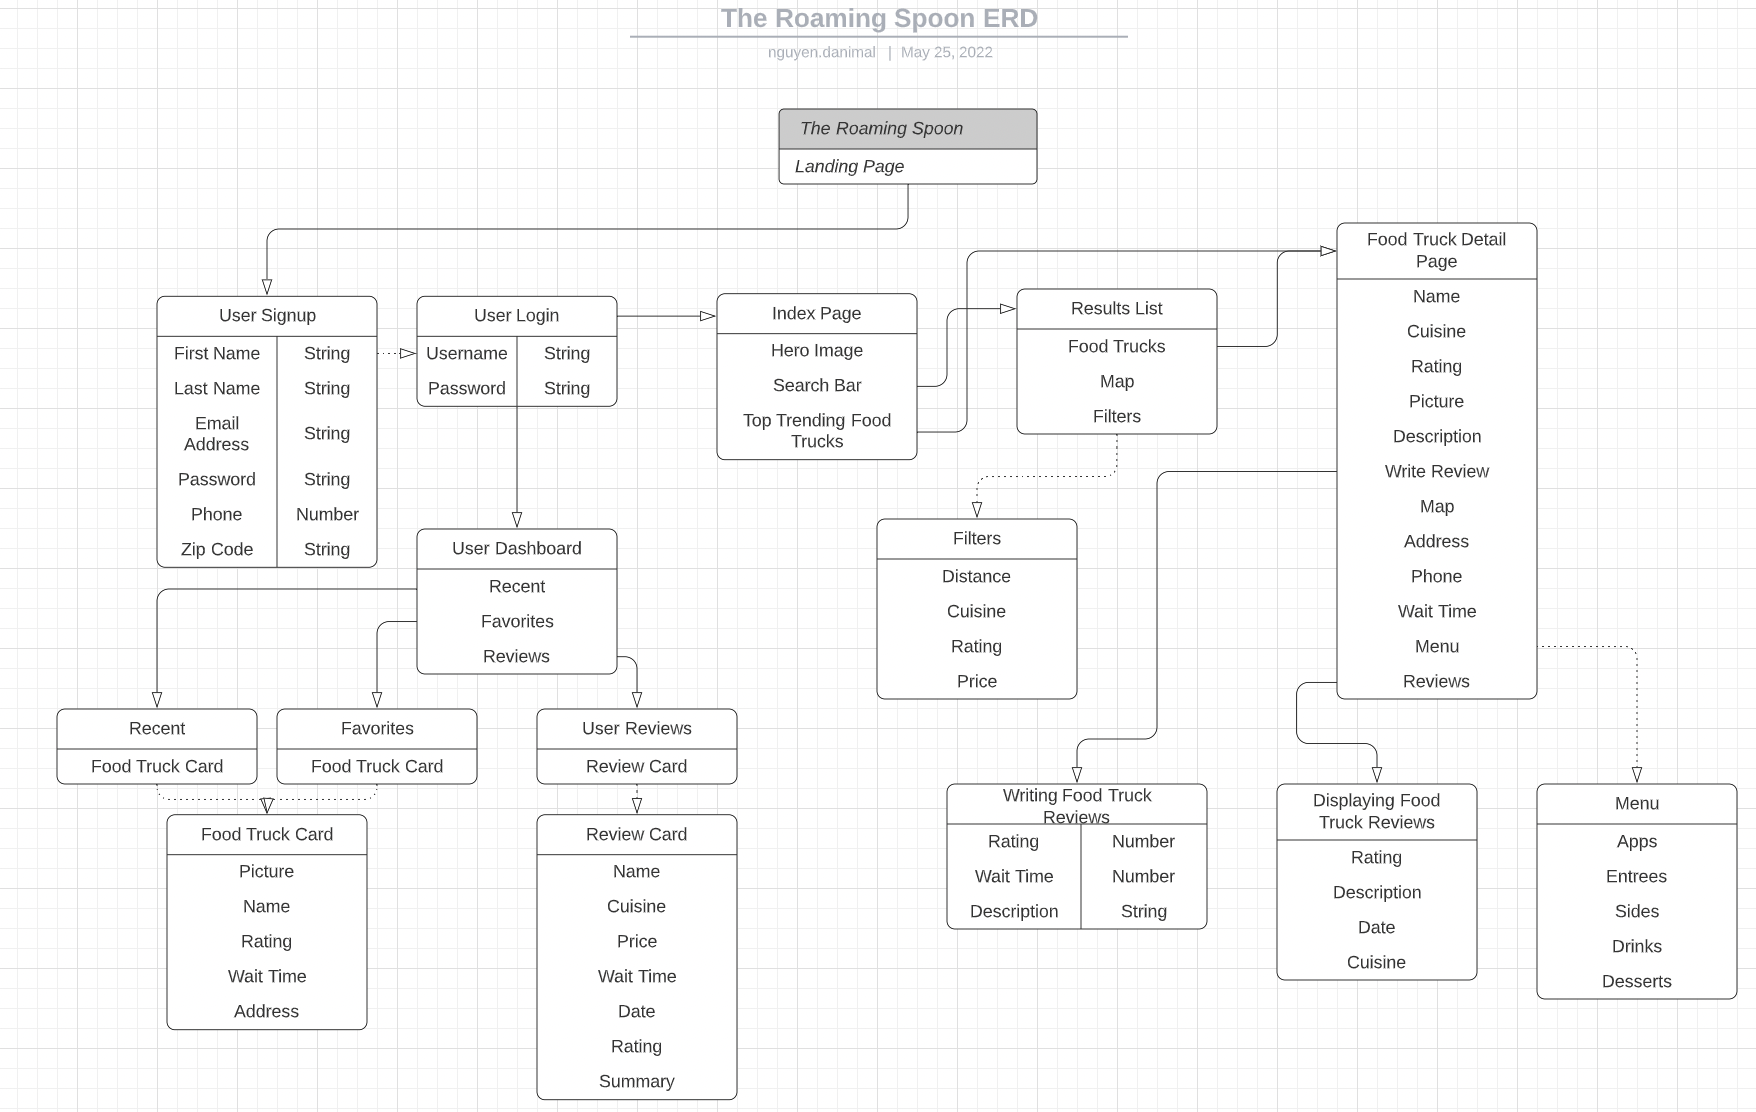 The Roaming Spoon ERD
nguyen.danimal | May 25, 2022
The Roaming Spoon
Landing Page
User Signup
First Name String
Last Name String
Email
Address
String
Password String
Phone Number
Zip Code String
User Login
Username String
Password String
Index Page
Hero Image
Search Bar
Top Trending Food
Trucks
Results List
Food Trucks
Map
Filters
Food Truck Detail
Page
Name
Cuisine
Rating
Picture
Description
Write Review
Map
Address
Phone
Wait Time
Menu
Reviews
User Dashboard
Recent
Favorites
Reviews
Filters
Distance
Cuisine
Rating
Price
Recent
Food Truck Card
Favorites
Food Truck Card
User Reviews
Review Card
Food Truck Card
Picture
Name
Rating
Wait Time
Address
Review Card
Name
Cuisine
Price
Wait Time
Date
Rating
Summary
Writing Food Truck
Reviews
Rating Number
Wait Time Number
Description String
Displaying Food
Truck Reviews
Rating
Description
Date
Cuisine
Menu
Apps
Entrees
Sides
Drinks
Desserts